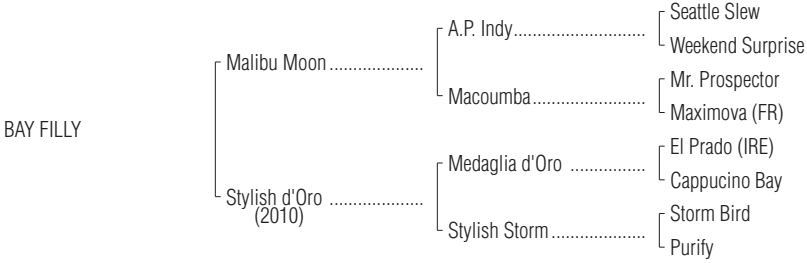 Seattle Slew
A.P. Indy
Weekend Surprise
Malibu Moon
Mr. Prospector
Macoumba
Maximova (FR)
BAY FILLY
El Prado (IRE)
Medaglia d'Oro
Cappucino Bay
Stylish d'Oro
(2010)
Storm Bird
Stylish Storm
Purify